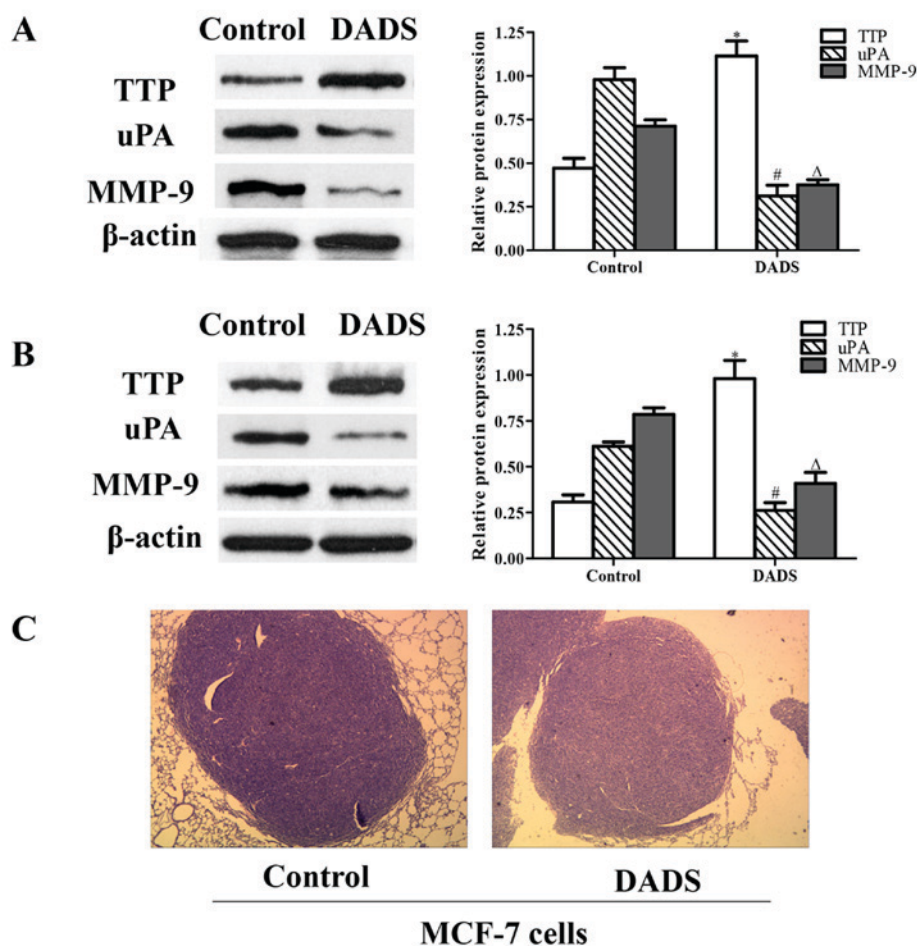 A
Control DADS
TTP
uPA
MMP-9
β-actin
Relative protein expression
1.25
1.00
0.75
0.50
0.25
0.00
*
#
Δ
Control
DADS
TTP
uPA
MMP-9
B
Control DADS
TTP
uPA
MMP-9
β-actin
Relative protein expression
1.25
1.00
0.75
0.50
0.25
0.00
*
#
Δ
Control
DADS
TTP
uPA
MMP-9
C
Control
DADS
MCF-7 cells